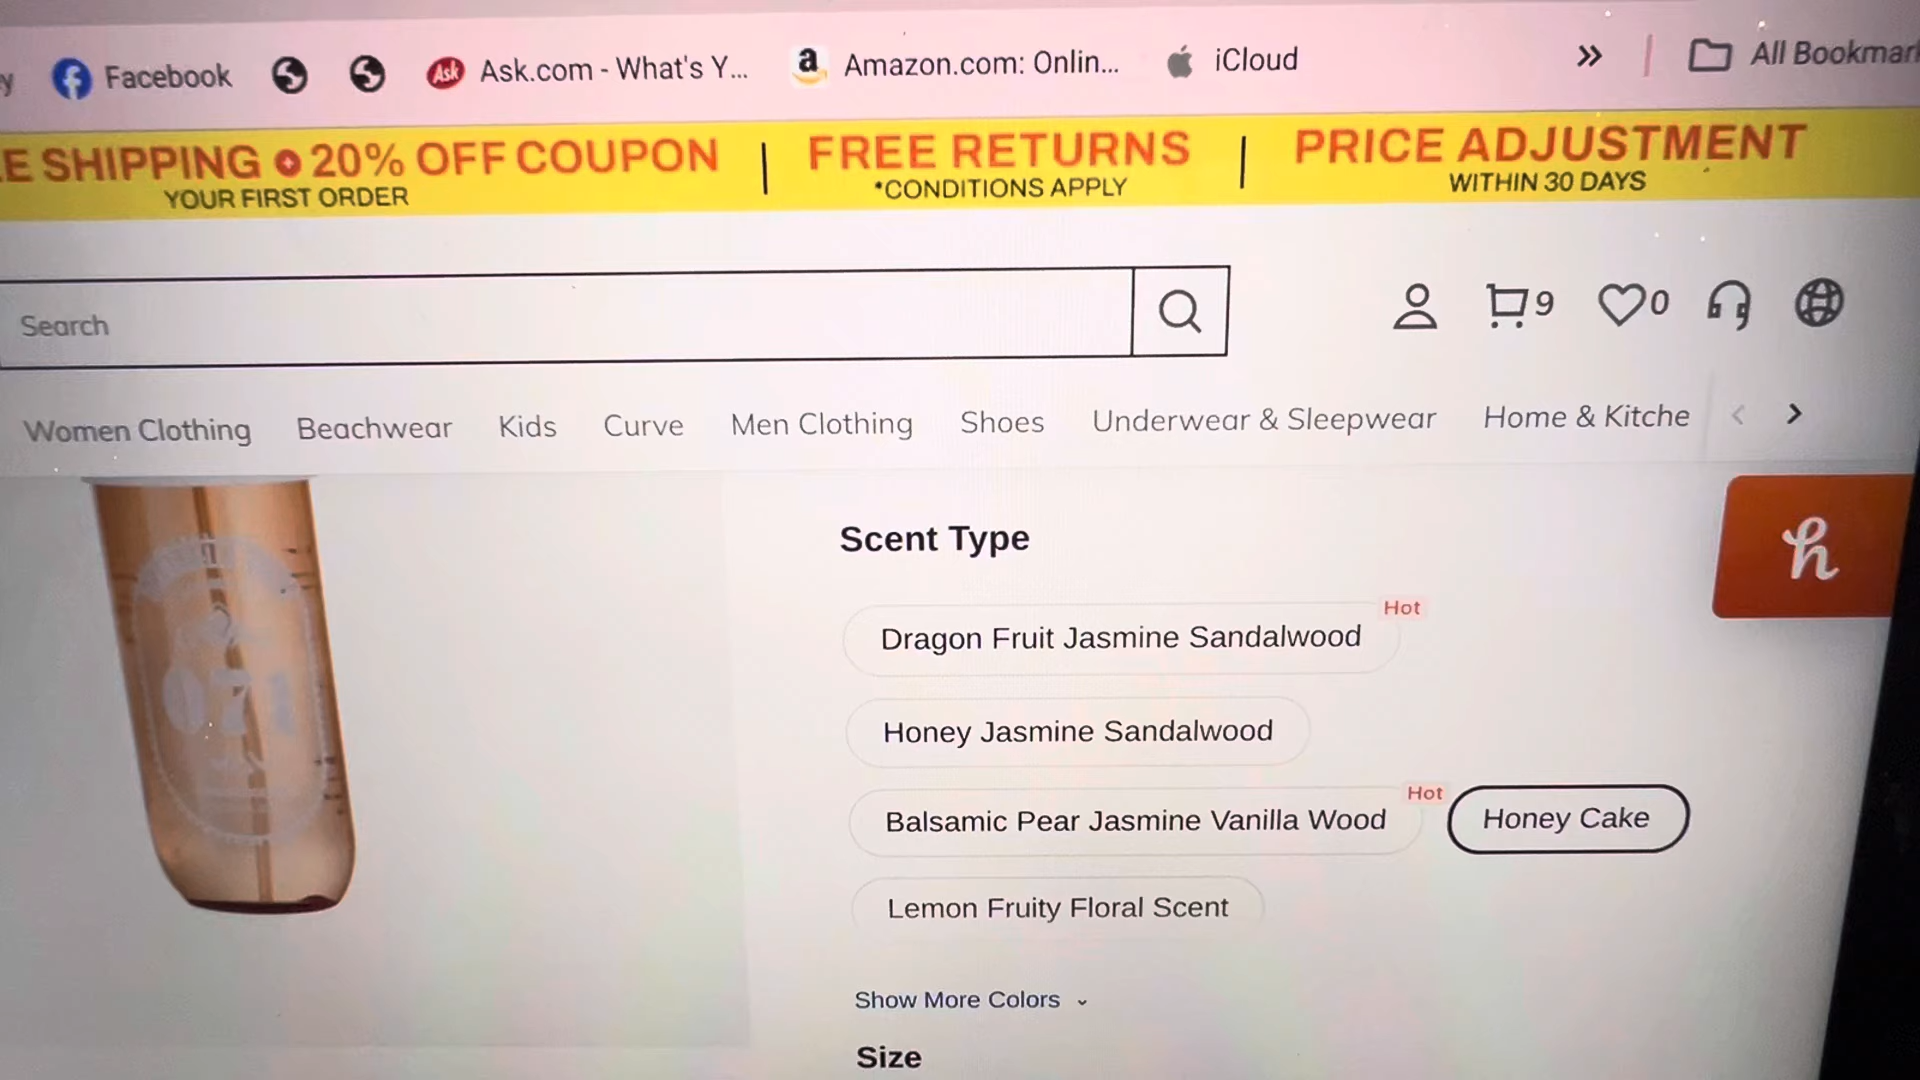 y Facebook Ask Ask.com - What's Y... a Amazon.com: Onlin... iCloud » All Bookmar
E SHIPPING 20% OFF COUPON | FREE RETURNS | PRICE ADJUSTMENT
YOUR FIRST ORDER *CONDITIONS APPLY WITHIN 30 DAYS
Search 9 0
Women Clothing Beachwear Kids Curve Men Clothing Shoes Underwear & Sleepwear Home & Kitche < >
Scent Type
h
Hot
Dragon Fruit Jasmine Sandalwood
Honey Jasmine Sandalwood
071
Hot
Balsamic Pear Jasmine Vanilla Wood Honey Cake
Lemon Fruity Floral Scent
Show More Colors
Size